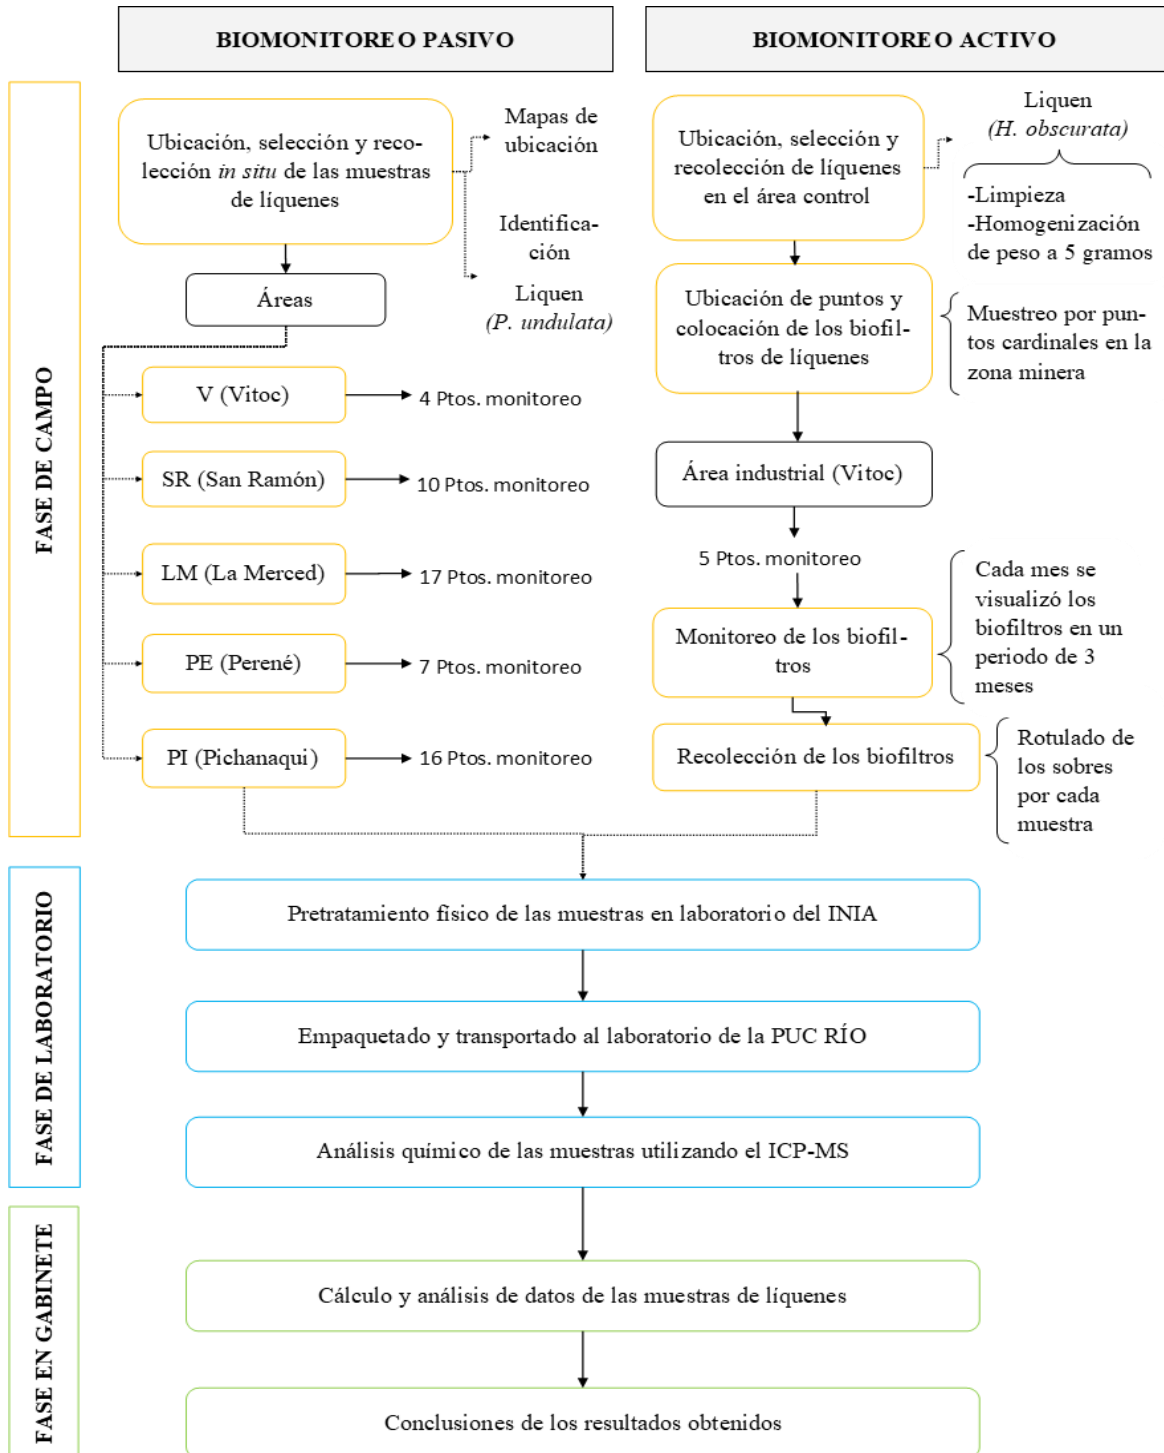 BIOMONITOREO PASIVO
BIOMONITOREO ACTIVO
FASE DE CAMPO
Ubicación, selección y reco-
lección in situ de las muestras
de líquenes
Mapas de
ubicación
Identifica-
ción
Liquen
(P. undulata)
Áreas
V (Vitoc)
4 Ptos. monitoreo
SR (San Ramón)
10 Ptos. monitoreo
LM (La Merced)
17 Ptos. monitoreo
PE (Perené)
7 Ptos. monitoreo
PI (Pichanaqui)
16 Ptos. monitoreo
Ubicación, selección y
recolección de líquenes
en el área control
Liquen
(H. obscurata)
-Limpieza
-Homogenización
de peso a 5 gramos
Ubicación de puntos y
colocación de los biofil-
tros de líquenes
Muestreo por pun-
tos cardinales en la
zona minera
Área industrial (Vitoc)
5 Ptos. monitoreo
Monitoreo de los biofil-
tros
Cada mes se
visualizó los
biofiltros en un
periodo de 3
meses
Recolección de los biofiltros
Rotulado de
los sobres
por cada
muestra
FASE DE LABORATORIO
Pretratamiento físico de las muestras en laboratorio del INIA
Empaquetado y transportado al laboratorio de la PUC RÍO
Análisis químico de las muestras utilizando el ICP-MS
FASE EN GABINETE
Cálculo y análisis de datos de las muestras de líquenes
Conclusiones de los resultados obtenidos